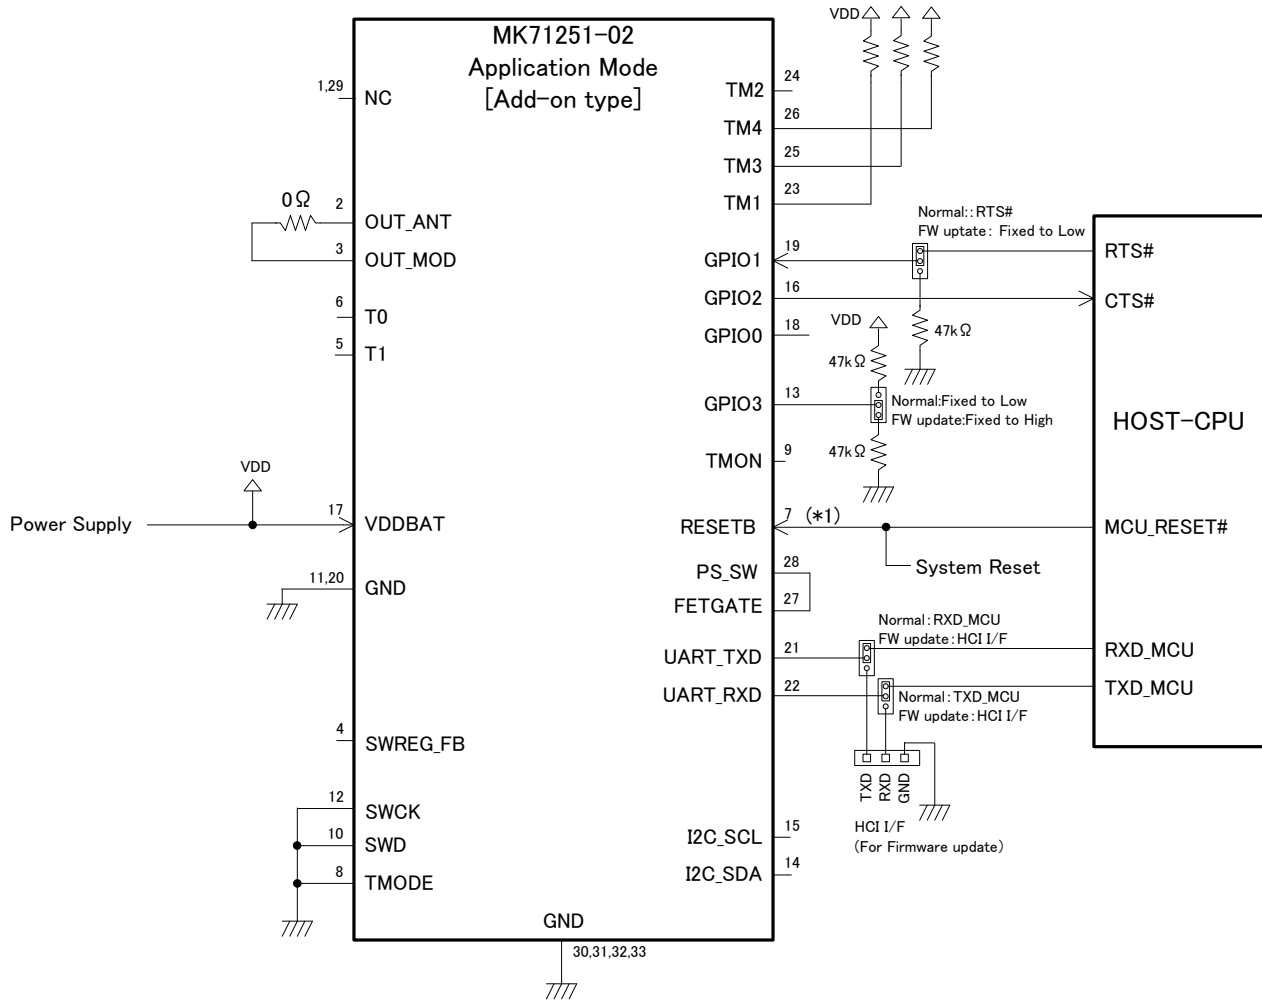 MK71251-02
Application Mode
[Add-on type]
1,29
NC
0Ω
2
OUT_ANT
3
OUT_MOD
6
T0
5
T1
VDD
Power Supply
17
VDDBAT
11,20
GND
4
SWREG_FB
12
SWCK
10
SWD
8
TMODE
GND
30,31,32,33
VDD
TM2
24
TM4
26
TM3
25
TM1
23
Normal::RTS#
FW uptate: Fixed to Low
GPIO1
19
RTS#
GPIO2
16
CTS#
GPIO0
18
VDD
47kΩ
47kΩ
GPIO3
13
Normal:Fixed to Low
FW update:Fixed to High
HOST-CPU
47kΩ
TMON
9
RESETB
7
(*1)
MCU_RESET#
System Reset
PS_SW
28
FETGATE
27
Normal:RXD_MCU
FW update:HCI I/F
UART_TXD
21
RXD_MCU
UART_RXD
22
TXD_MCU
Normal:TXD_MCU
FW update:HCI I/F
TXD
RXD
GND
HCI I/F
(For Firmware update)
I2C_SCL
15
I2C_SDA
14